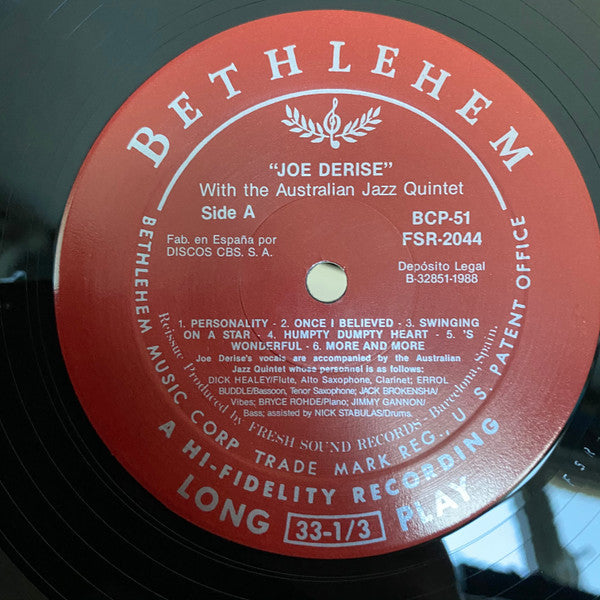 BETHLEHEM
"JOE DERISE"
With the Australian Jazz Quintet
Side A
BCP-51
FSR-2044
Fab. en España por
DISCOS CBS. S. A.
Depósito Legal
B-32851-1988
1. PERSONALITY - 2. ONCE I BELIEVED - 3. SWINGING
ON A STAR - 4. HUMPTY DUMPTY HEART - 5. 'S
WONDERFUL - 6. MORE AND MORE
Joe Derise's vocals are accompanied by the Australian
Jazz Quintet whose personnel is as follows:
DICK HEALEY/Flute, Alto Saxophone, Clarinet; ERROL
BUDDLE/Bassoon, Tenor Saxophone; JACK BROKENSHA/
Vibes; BRYCE ROHDE/Piano; JIMMY GANNON/
Bass; assisted by NICK STABULAS/Drums.
Reissue Produced by FRESH SOUND RECORDS - Barcelona, Spain.
BETHLEHEM MUSIC CORP TRADE MARK REG., U. S. PATENT OFFICE
A HI-FIDELITY RECORDING
LONG 33-1/3 PLAY
F S R